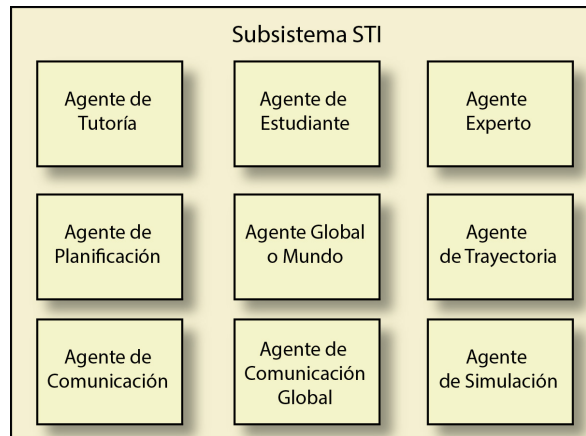 Subsistema STI
Agente de
Tutoría
Agente de
Estudiante
Agente
Experto
Agente de
Planificación
Agente Global
o Mundo
Agente
de Trayectoria
Agente de
Comunicación
Agente de
Comunicación
Global
Agente
de Simulación